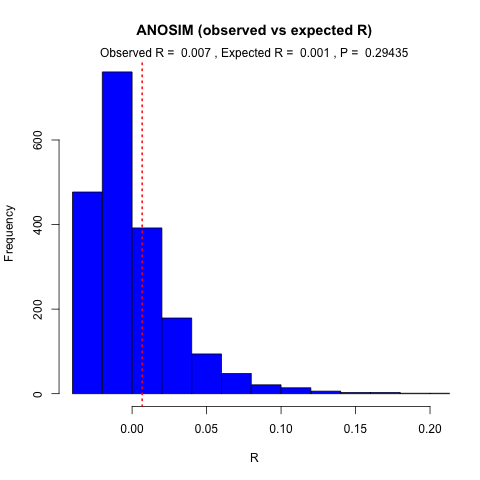 ANOSIM (observed vs expected R)
Observed R =  0.007 , Expected R =  0.001 , P =  0.29435
600
400
200
0
Frequency
0.00 0.05 0.10 0.15 0.20
R